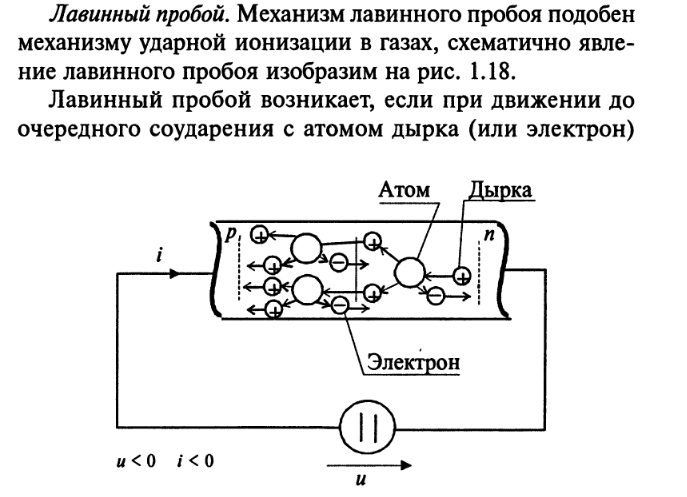 Лавинный пробой. Механизм лавинного пробоя подобен
механизму ударной ионизации в газах, схематично явле-
ние лавинного пробоя изобразим на рис. 1.18.
Лавинный пробой возникает, если при движении до
очередного соударения с атомом дырка (или электрон)
Атом Дырка
p n
i
+ + + + + + + +
− − −
Электрон
u < 0 i < 0
u